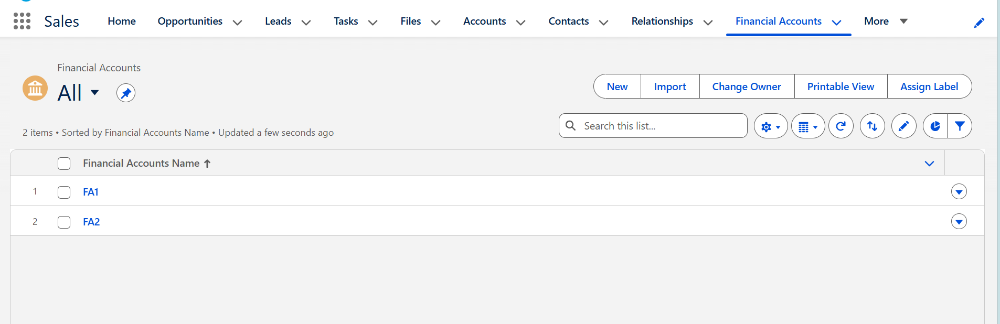 Sales Home Opportunities Leads Tasks Files Accounts Contacts Relationships Financial Accounts More
Financial Accounts
All
New Import Change Owner Printable View Assign Label
2 items • Sorted by Financial Accounts Name • Updated a few seconds ago
Search this list...
Financial Accounts Name
1 FA1
2 FA2